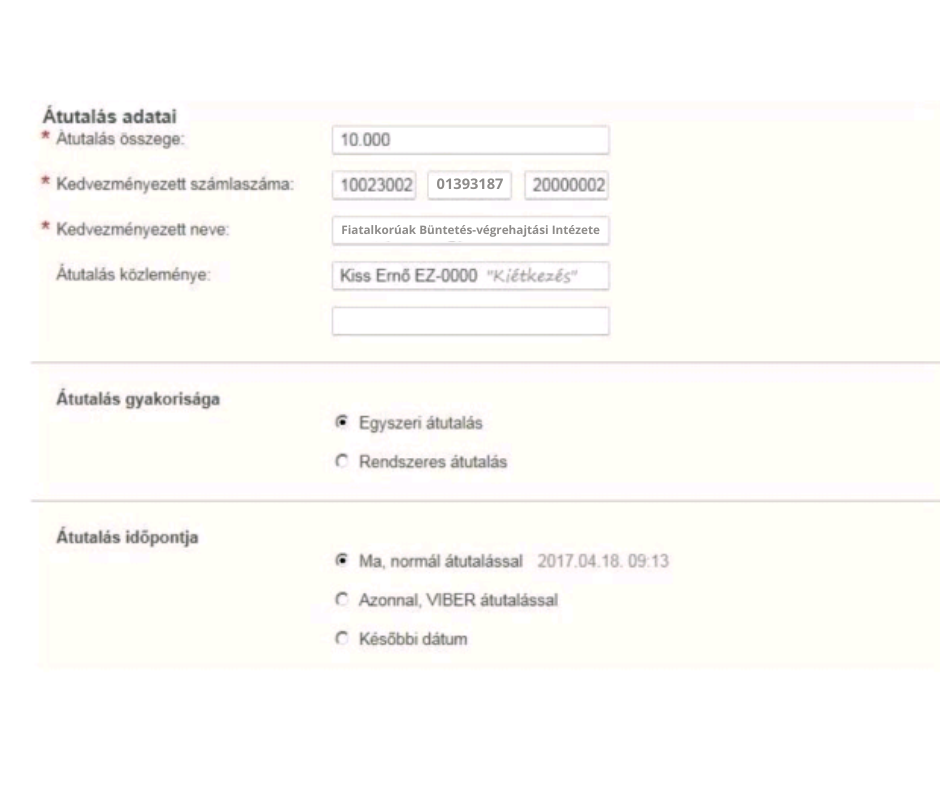 Átutalás adatai
* Átutalás összege: 10.000
* Kedvezményezett számlaszáma: 10023002 01393187 20000002
* Kedvezményezett neve: Fiatalkorúak Büntetés-végrehajtási Intézete
Átutalás közleménye: Kiss Ernő EZ-0000 "Kiétkezés"
Átutalás gyakorisága
Egyszeri átutalás
Rendszeres átutalás
Átutalás időpontja
Ma, normál átutalással 2017.04.18. 09:13
Azonnal, VIBER átutalással
Későbbi dátum